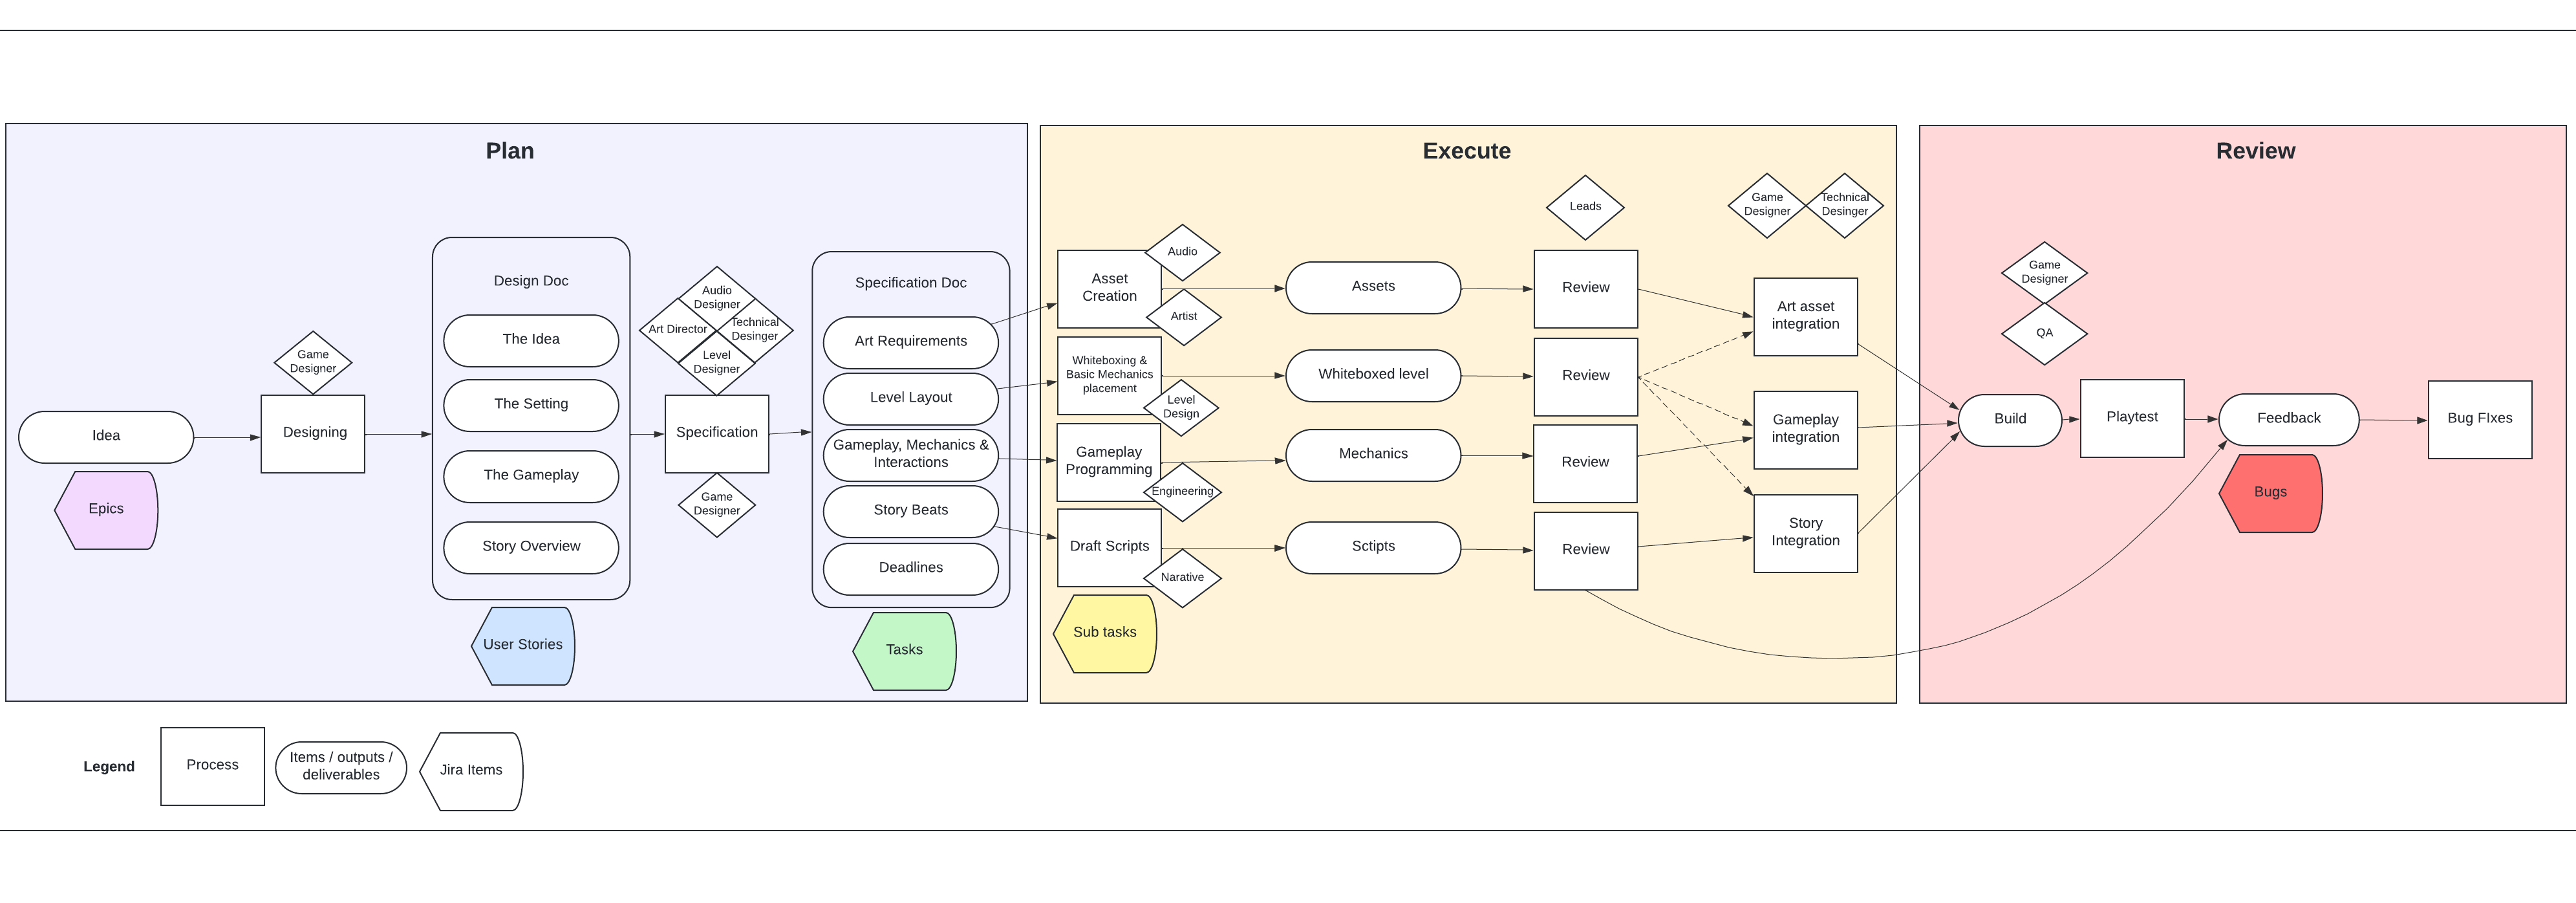 Plan
Execute
Review
Idea
Epics
Game
Designer
Designing
Design Doc
The Idea
The Setting
The Gameplay
Story Overview
User Stories
Audio
Designer
Art Director
Technical
Desinger
Level
Designer
Specification
Game
Designer
Specification Doc
Art Requirements
Level Layout
Gameplay, Mechanics &
Interactions
Story Beats
Deadlines
Tasks
Asset
Creation
Audio
Artist
Whiteboxing &
Basic Mechanics
placement
Level
Design
Gameplay
Programming
Engineering
Draft Scripts
Narative
Sub tasks
Assets
Whiteboxed level
Mechanics
Sctipts
Leads
Review
Review
Review
Review
Game
Designer
Technical
Desinger
Art asset
integration
Gameplay
integration
Story
Integration
Game
Designer
QA
Build
Playtest
Feedback
Bugs
Bug FIxes
Legend
Process
Items / outputs /
deliverables
Jira Items